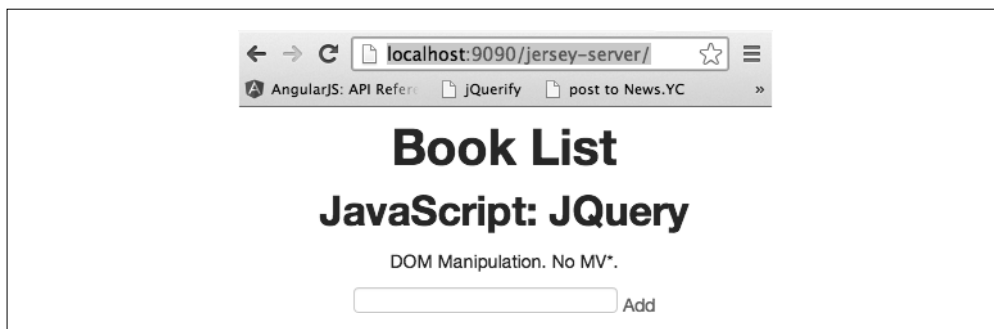 localhost:9090/jersey-server/
AngularJS: API Refer jQuerify post to News.YC »
Book List
JavaScript: JQuery
DOM Manipulation. No MV*.
Add